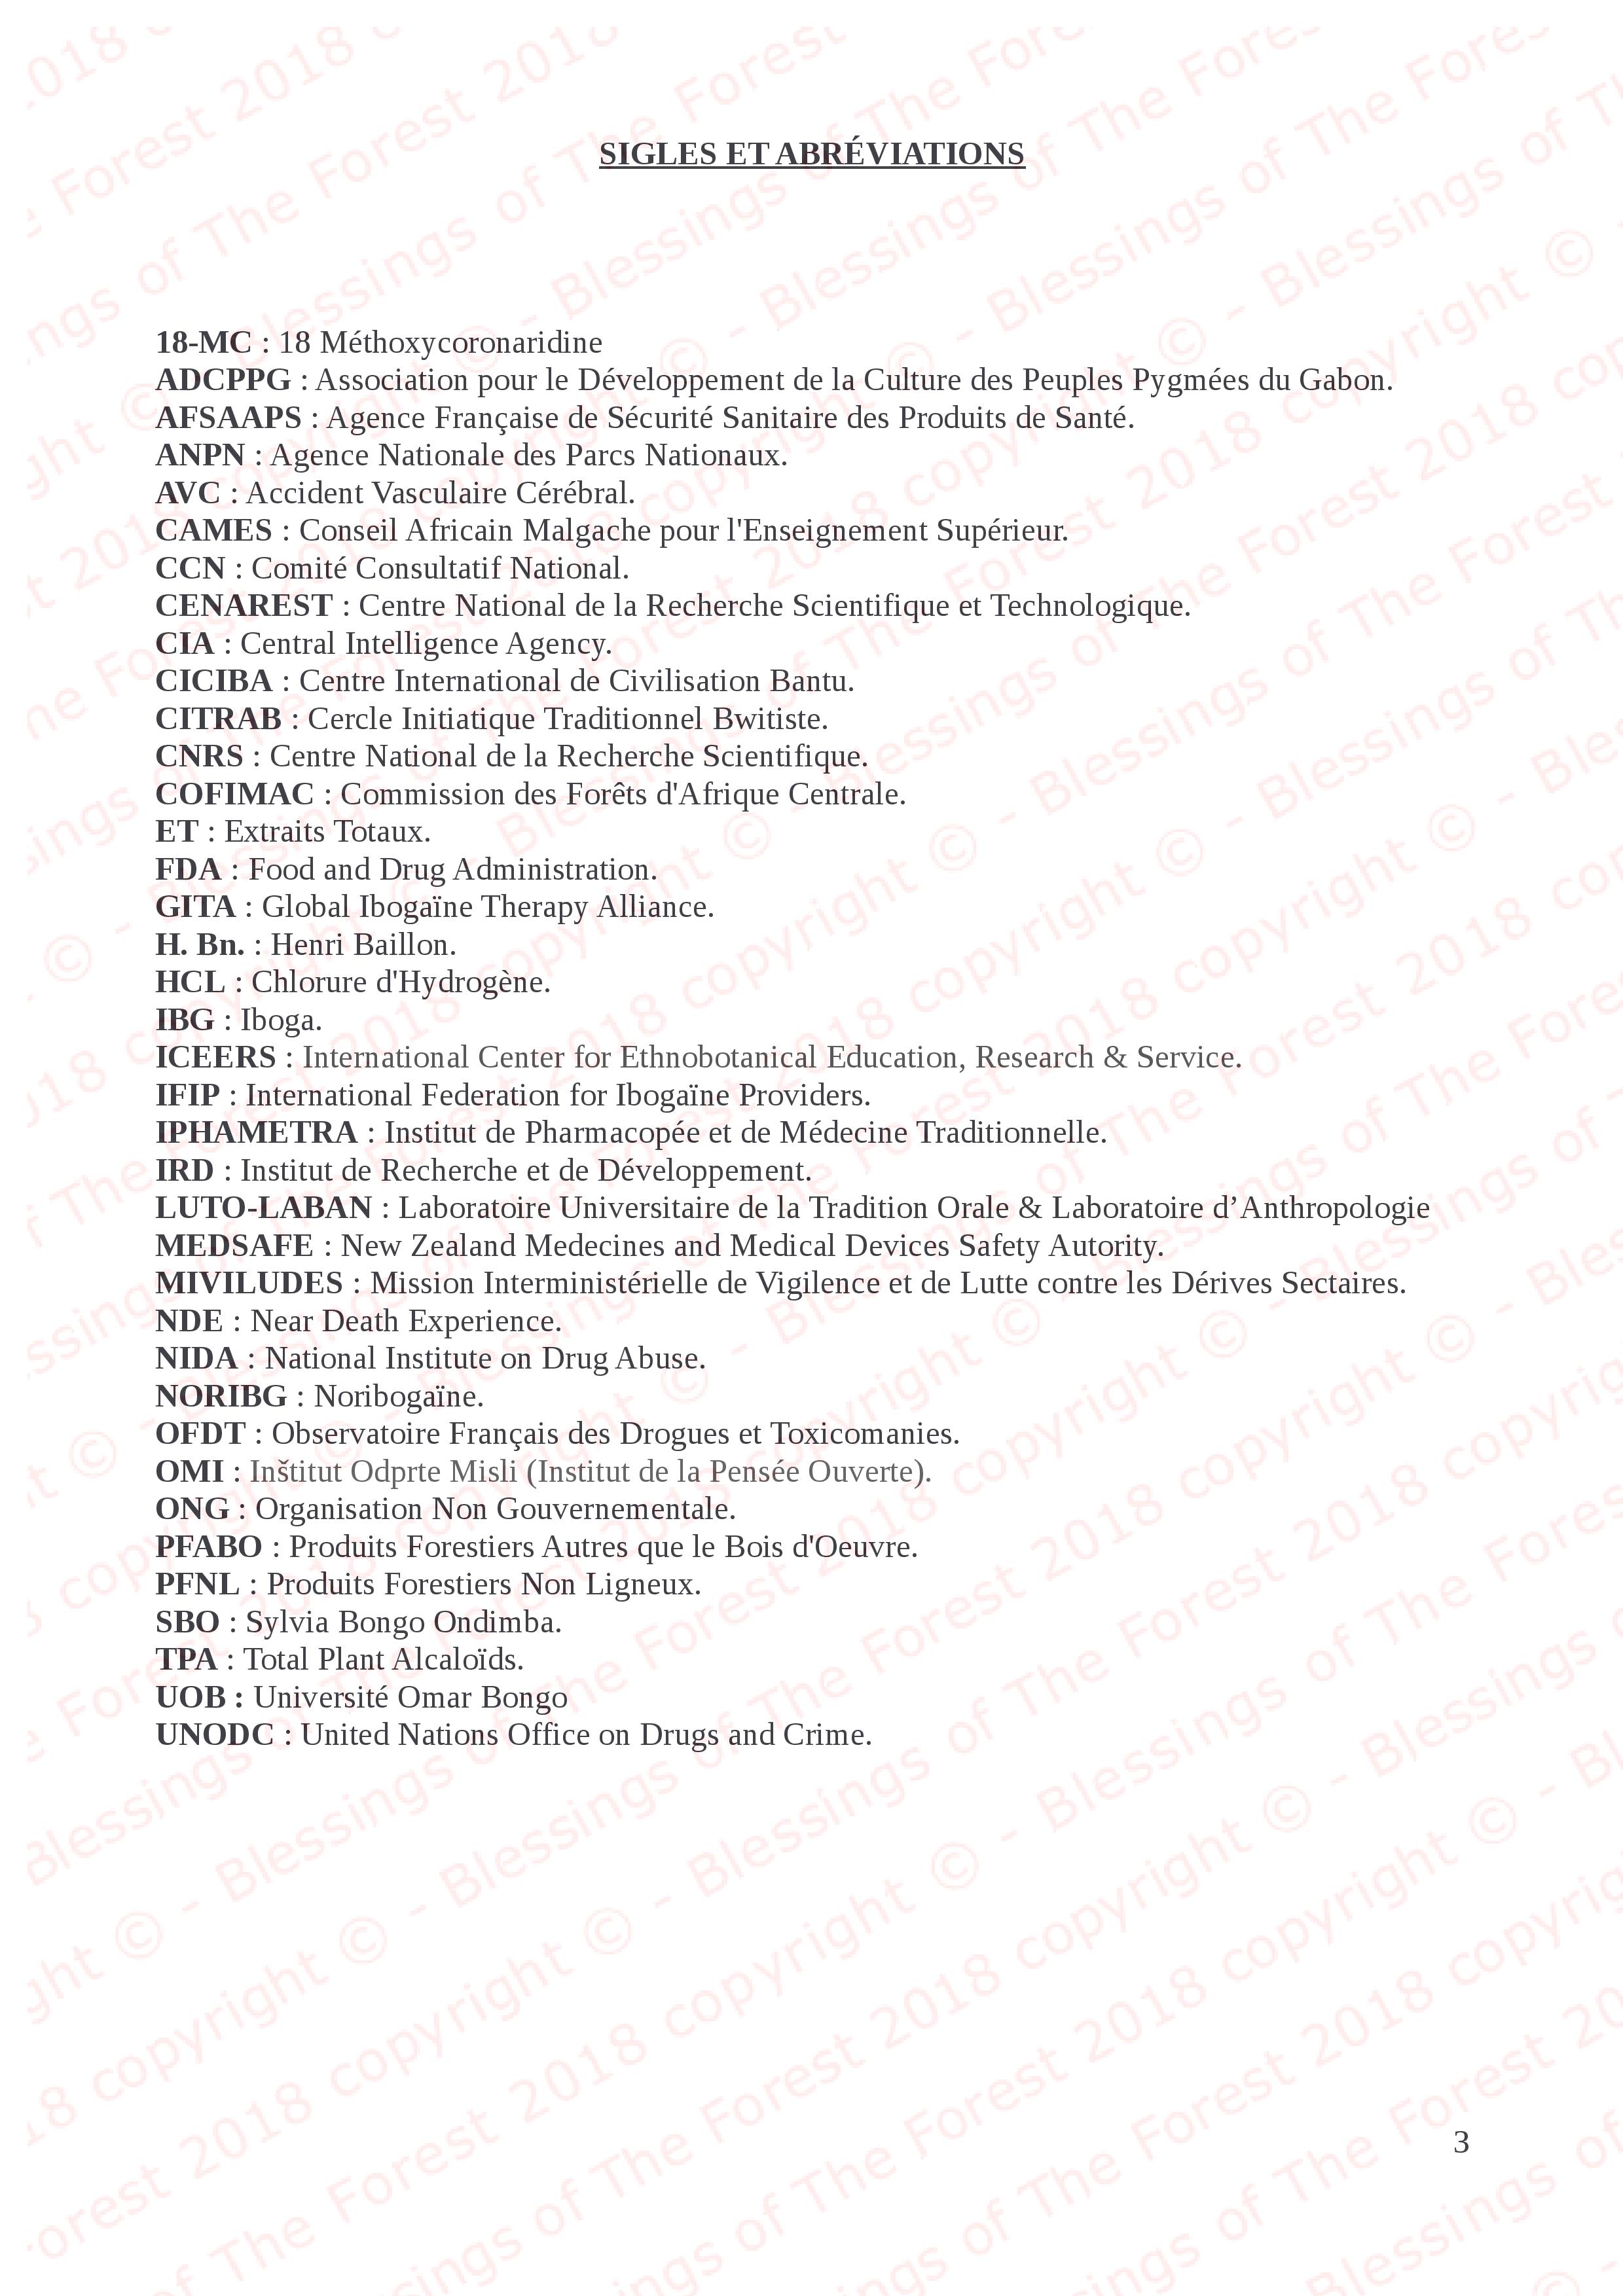 SIGLES ET ABRÉVIATIONS
18-MC : 18 Méthoxycoronaridine
ADCPPG : Association pour le Développement de la Culture des Peuples Pygmées du Gabon.
AFSAAPS : Agence Française de Sécurité Sanitaire des Produits de Santé.
ANPN : Agence Nationale des Parcs Nationaux.
AVC : Accident Vasculaire Cérébral.
CAMES : Conseil Africain Malgache pour l'Enseignement Supérieur.
CCN : Comité Consultatif National.
CENAREST : Centre National de la Recherche Scientifique et Technologique.
CIA : Central Intelligence Agency.
CICIBA : Centre International de Civilisation Bantu.
CITRAB : Cercle Initiatique Traditionnel Bwitiste.
CNRS : Centre National de la Recherche Scientifique.
COFIMAC : Commission des Forêts d'Afrique Centrale.
ET : Extraits Totaux.
FDA : Food and Drug Administration.
GITA : Global Ibogaïne Therapy Alliance.
H. Bn. : Henri Baillon.
HCL : Chlorure d'Hydrogène.
IBG : Iboga.
ICEERS : International Center for Ethnobotanical Education, Research & Service.
IFIP : International Federation for Ibogaïne Providers.
IPHAMETRA : Institut de Pharmacopée et de Médecine Traditionnelle.
IRD : Institut de Recherche et de Développement.
LUTO-LABAN : Laboratoire Universitaire de la Tradition Orale & Laboratoire d’Anthropologie
MEDSAFE : New Zealand Medecines and Medical Devices Safety Autority.
MIVILUDES : Mission Interministérielle de Vigilence et de Lutte contre les Dérives Sectaires.
NDE : Near Death Experience.
NIDA : National Institute on Drug Abuse.
NORIBG : Noribogaïne.
OFDT : Observatoire Français des Drogues et Toxicomanies.
OMI : Inštitut Odprte Misli (Institut de la Pensée Ouverte).
ONG : Organisation Non Gouvernementale.
PFABO : Produits Forestiers Autres que le Bois d'Oeuvre.
PFNL : Produits Forestiers Non Ligneux.
SBO : Sylvia Bongo Ondimba.
TPA : Total Plant Alcaloïds.
UOB : Université Omar Bongo
UNODC : United Nations Office on Drugs and Crime.
3